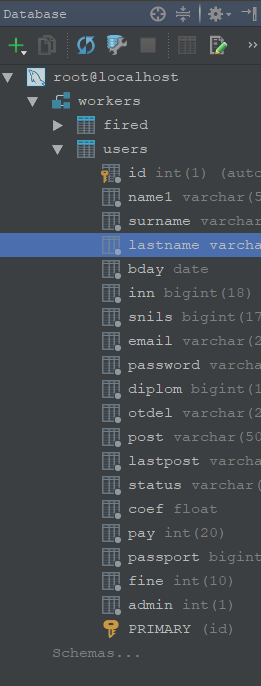 Database
root@localhost
workers
fired
users
id int(1) (auto
name1 varchar(5
surname varchar
lastname varcha
bday date
inn bigint(18)
snils bigint(17
email varchar(2
password varcha
diplom bigint(1
otdel varchar(2
post varchar(50
lastpost varcha
status varchar(
coef float
pay int(20)
passport bigint
fine int(10)
admin int(1)
PRIMARY (id)
Schemas...